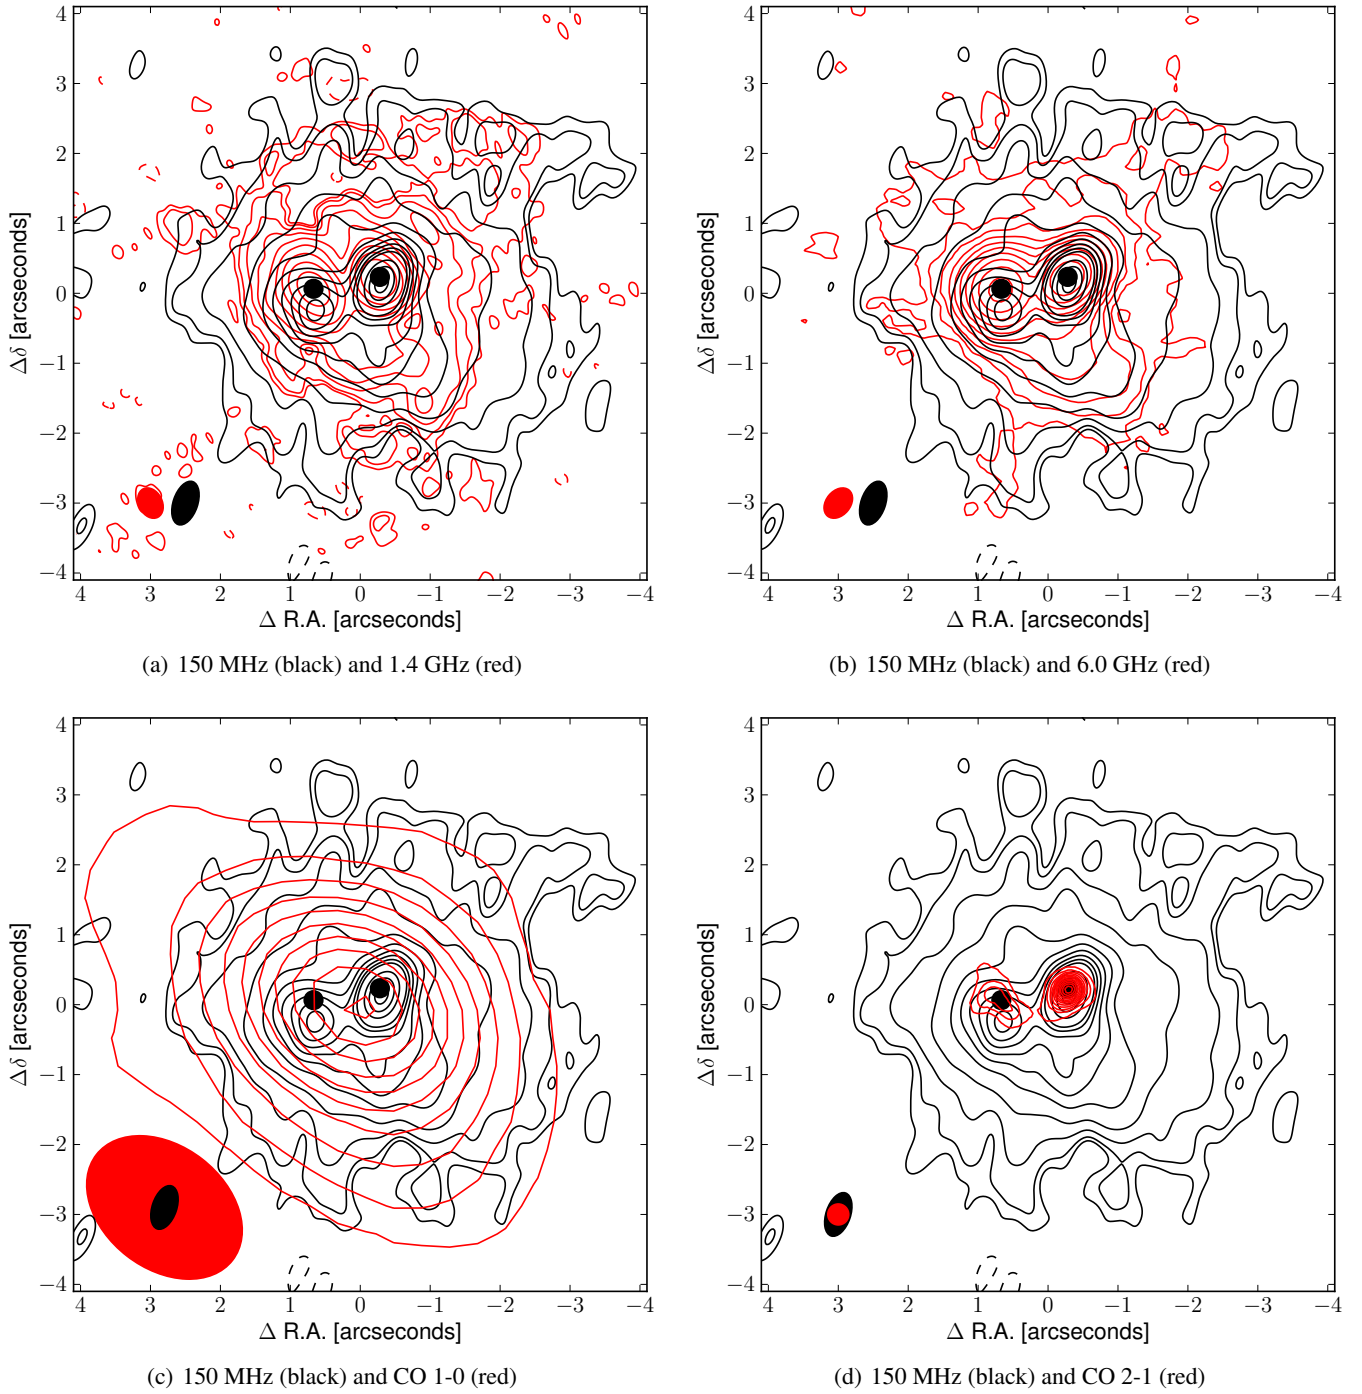 4
3
2
1
0
−1
−2
−3
−4
Δδ [arcseconds]
4 3 2 1 0 −1 −2 −3 −4
Δ R.A. [arcseconds]
(a) 150 MHz (black) and 1.4 GHz (red)
4
3
2
1
0
−1
−2
−3
−4
Δδ [arcseconds]
4 3 2 1 0 −1 −2 −3 −4
Δ R.A. [arcseconds]
(b) 150 MHz (black) and 6.0 GHz (red)
4
3
2
1
0
−1
−2
−3
−4
Δδ [arcseconds]
4 3 2 1 0 −1 −2 −3 −4
Δ R.A. [arcseconds]
(c) 150 MHz (black) and CO 1-0 (red)
4
3
2
1
0
−1
−2
−3
−4
Δδ [arcseconds]
4 3 2 1 0 −1 −2 −3 −4
Δ R.A. [arcseconds]
(d) 150 MHz (black) and CO 2-1 (red)